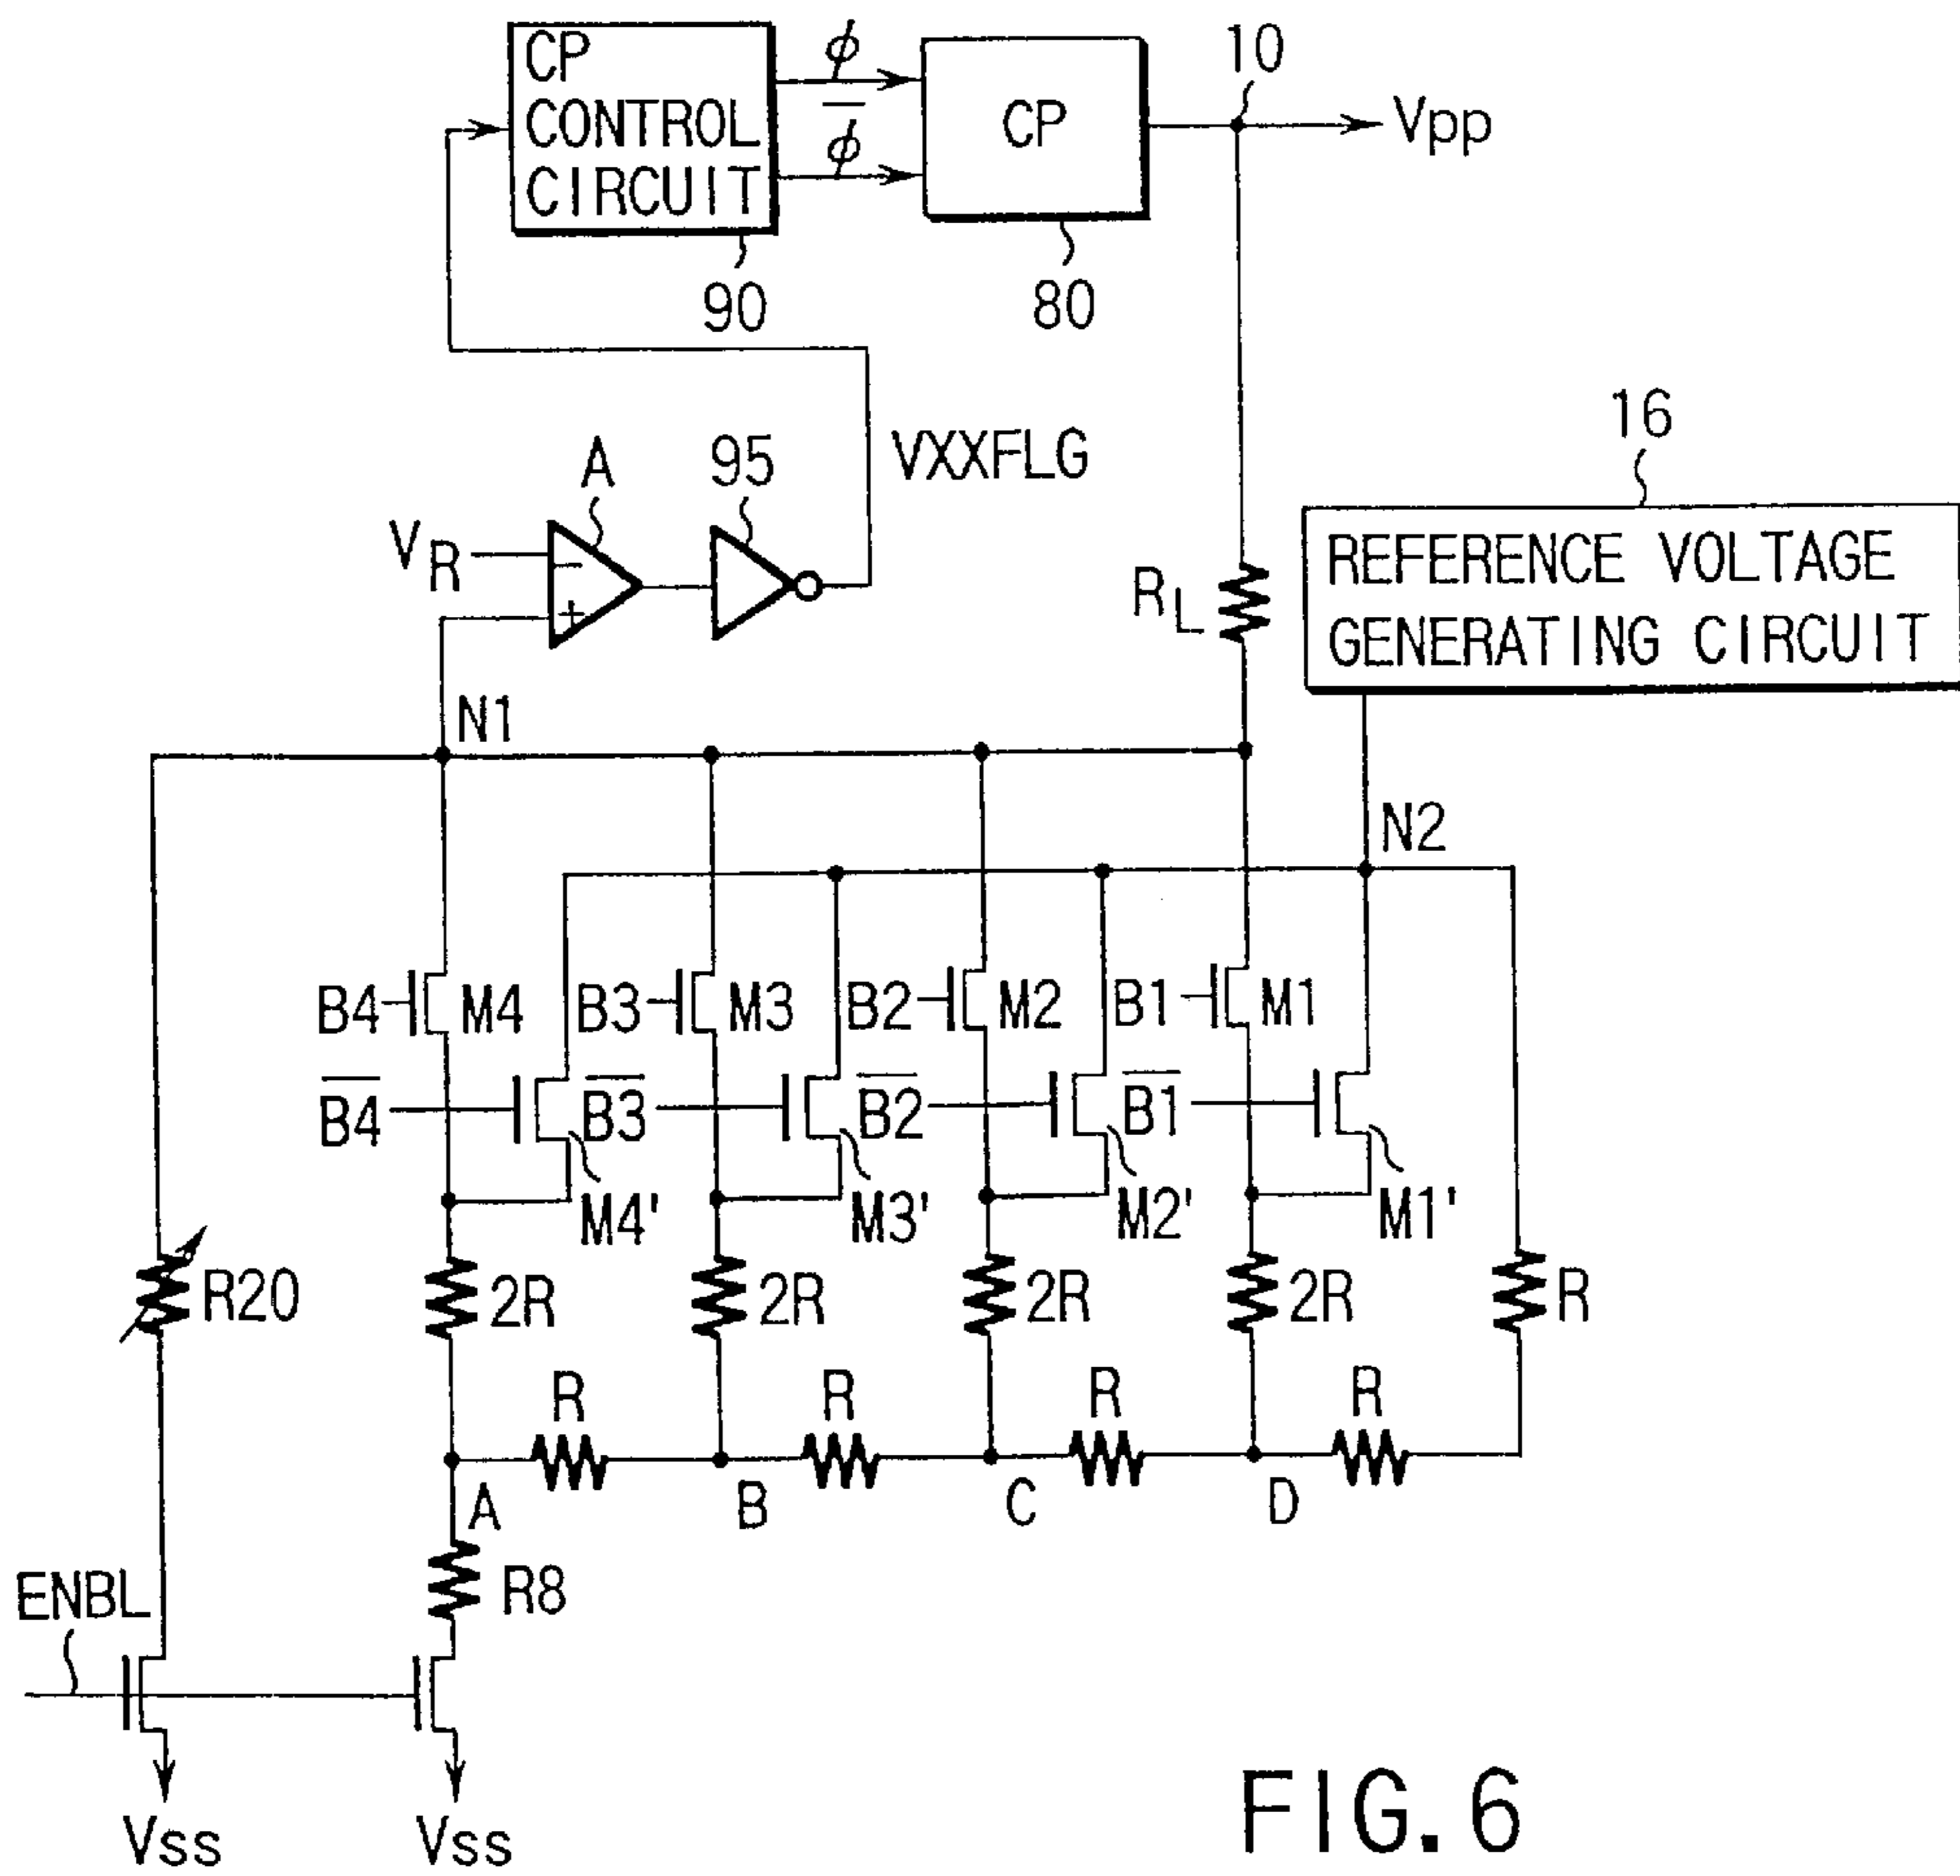 CP
CONTROL
CIRCUIT
ϕ
ϕ̅
CP
10
Vpp
90
80
16
A
95
VXXFLG
VR
−
+
RL
REFERENCE VOLTAGE
GENERATING CIRCUIT
N1
N2
B4
M4
B3
M3
B2
M2
B1
M1
B4̅
B3̅
B2̅
B1̅
M4'
M3'
M2'
M1'
R20
2R
2R
2R
2R
R
R
R
R
R
A
B
C
D
R8
ENBL
Vss
Vss
FIG. 6